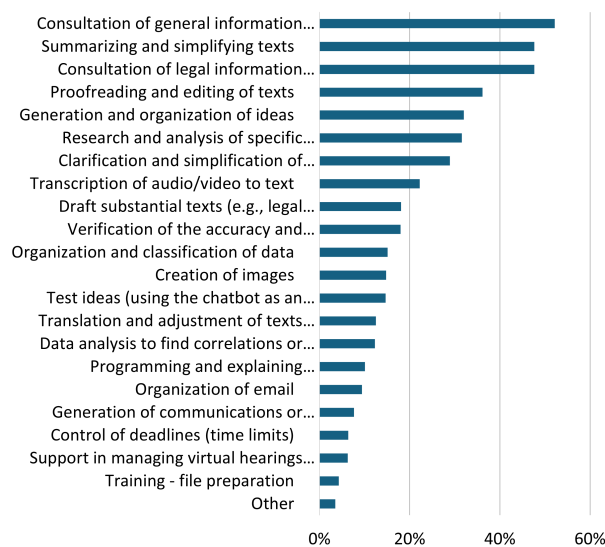 Consultation of general information...
Summarizing and simplifying texts
Consultation of legal information...
Proofreading and editing of texts
Generation and organization of ideas
Research and analysis of specific...
Clarification and simplification of...
Transcription of audio/video to text
Draft substantial texts (e.g., legal...
Verification of the accuracy and...
Organization and classification of data
Creation of images
Test ideas (using the chatbot as an...
Translation and adjustment of texts...
Data analysis to find correlations or...
Programming and explaining...
Organization of email
Generation of communications or...
Control of deadlines (time limits)
Support in managing virtual hearings...
Training - file preparation
Other
0% 20% 40% 60%